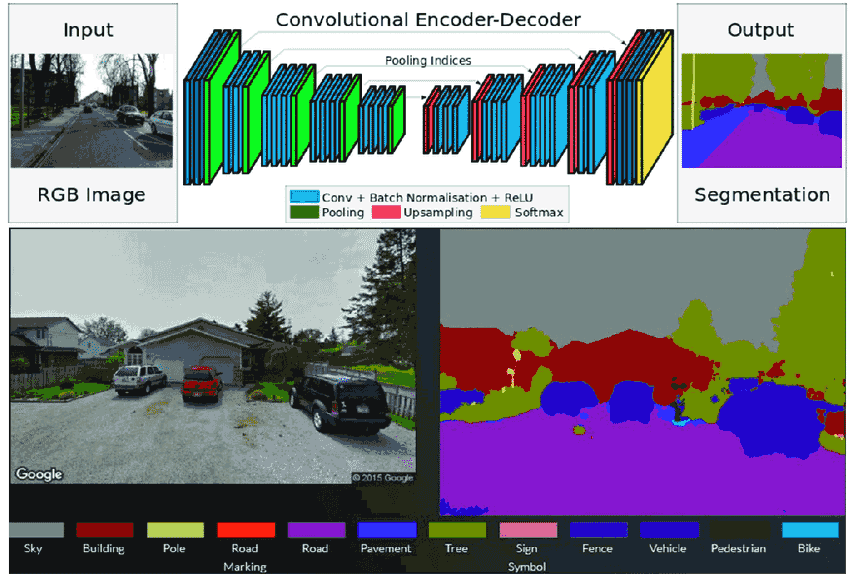 Input
Convolutional Encoder-Decoder
Output
Pooling Indices
RGB Image
Segmentation
Conv + Batch Normalisation + ReLU
Pooling
Upsampling
Softmax
Google
© 2015 Google
Sky
Building
Pole
Road
Marking
Road
Pavement
Tree
Sign
Symbol
Fence
Vehicle
Pedestrian
Bike